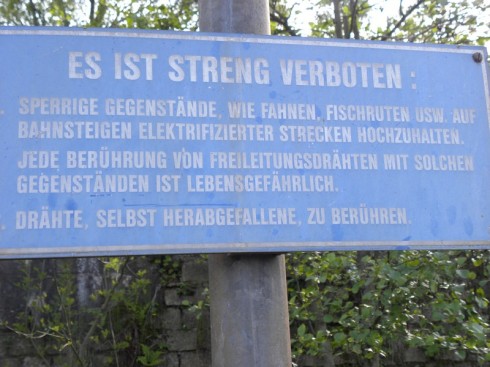 ES IST STRENG VERBOTEN :
. SPERRIGE GEGENSTÄNDE, WIE FAHNEN, FISCHRUTEN USW. AUF
BAHNSTEIGEN ELEKTRIFIZIERTER STRECKEN HOCHZUHALTEN.
JEDE BERÜHRUNG VON FREILEITUNGSDRÄHTEN MIT SOLCHEN
GEGENSTÄNDEN IST LEBENSGEFÄHRLICH.
. DRÄHTE, SELBST HERABGEFALLENE, ZU BERÜHREN.